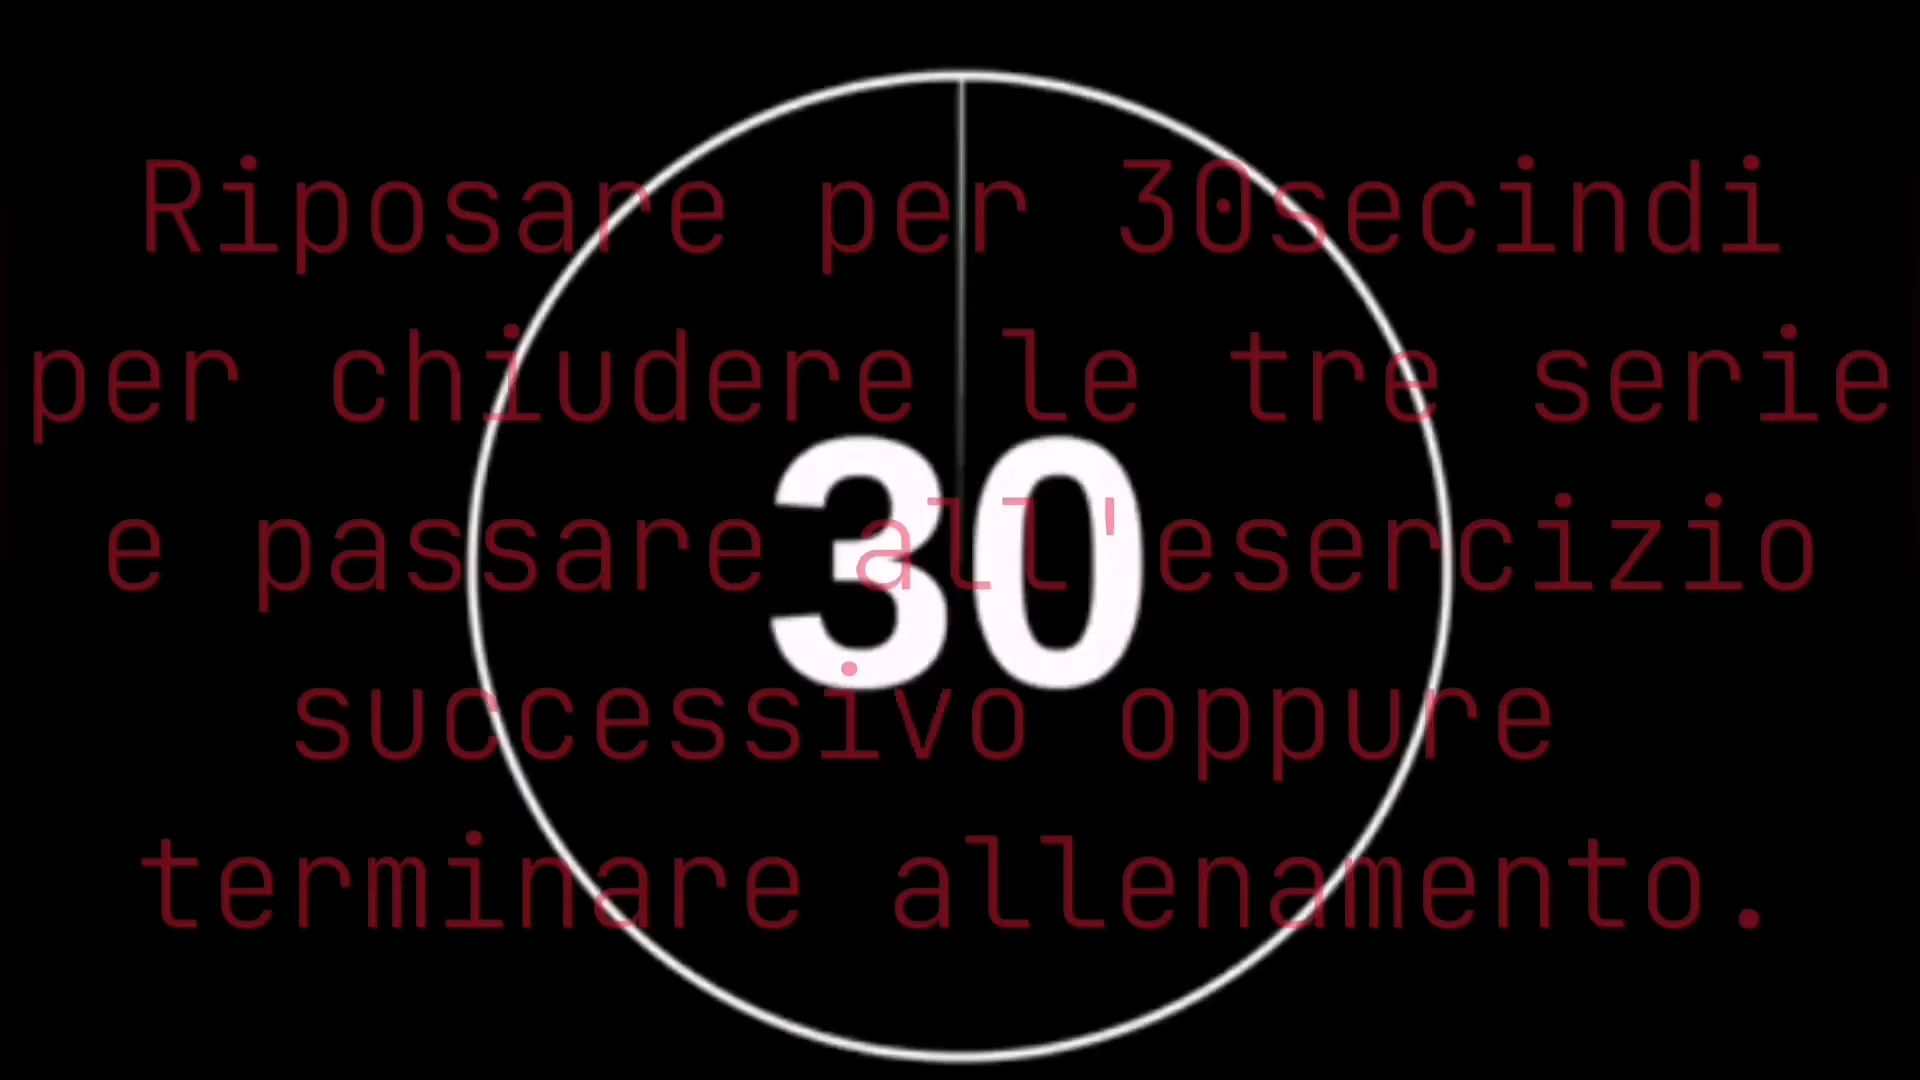 Riposare per 30secindi
per chiudere le tre serie
30
e passare all'esercizio
successivo oppure
terminare allenamento.